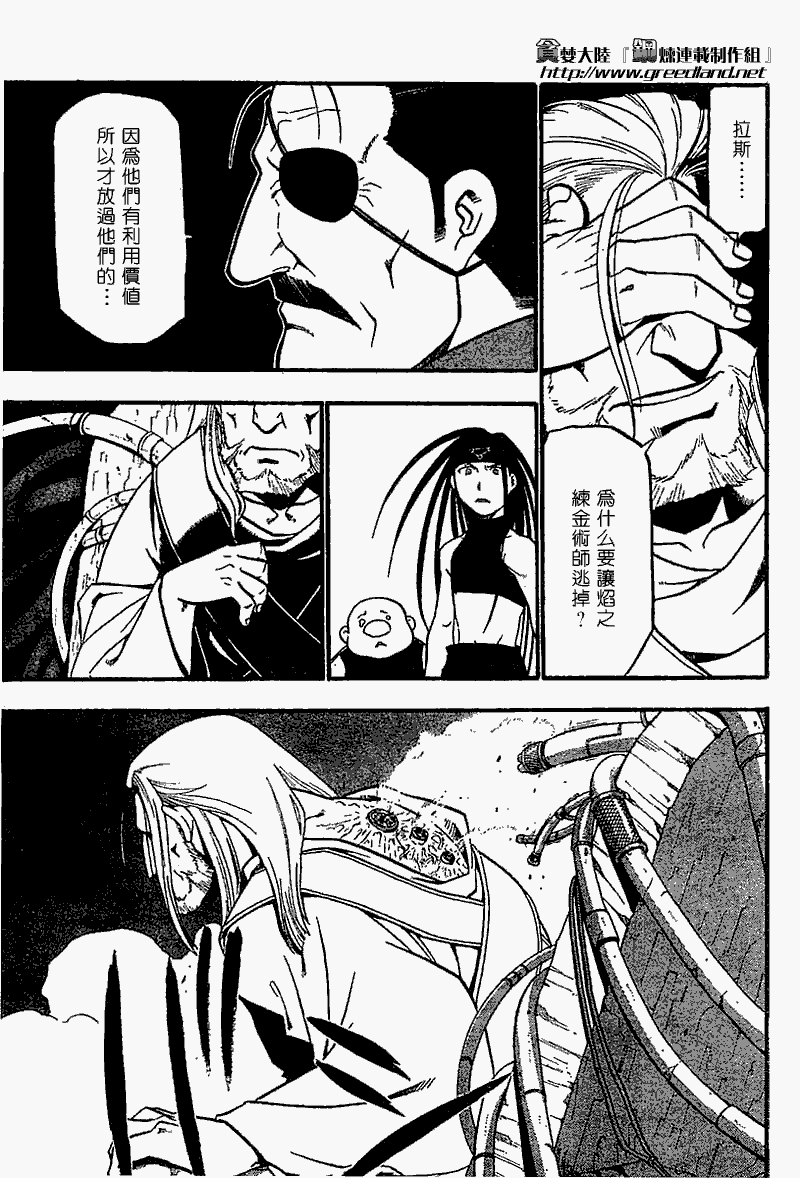 貪婪大陸『鋼煉連載制作組』
http://www.greedland.net
拉斯……
為什么要讓焰之
練金術師逃掉？
因為他們有利用價值
所以才放過他們的…